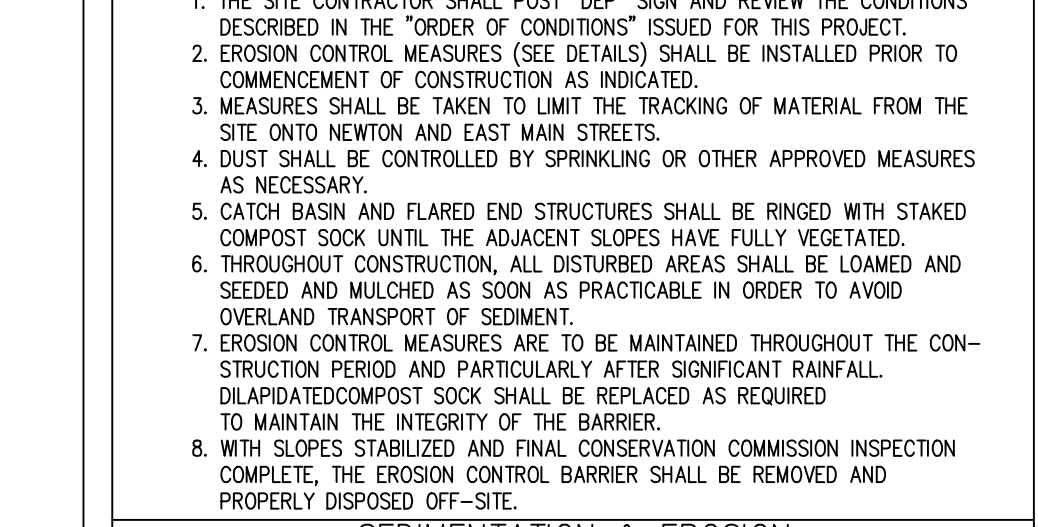 1. THE SITE CONTRACTOR SHALL POST "DEP" SIGN AND REVIEW THE CONDITIONS
DESCRIBED IN THE "ORDER OF CONDITIONS" ISSUED FOR THIS PROJECT.
2. EROSION CONTROL MEASURES (SEE DETAILS) SHALL BE INSTALLED PRIOR TO
COMMENCEMENT OF CONSTRUCTION AS INDICATED.
3. MEASURES SHALL BE TAKEN TO LIMIT THE TRACKING OF MATERIAL FROM THE
SITE ONTO NEWTON AND EAST MAIN STREETS.
4. DUST SHALL BE CONTROLLED BY SPRINKLING OR OTHER APPROVED MEASURES
AS NECESSARY.
5. CATCH BASIN AND FLARED END STRUCTURES SHALL BE RINGED WITH STAKED
COMPOST SOCK UNTIL THE ADJACENT SLOPES HAVE FULLY VEGETATED.
6. THROUGHOUT CONSTRUCTION, ALL DISTURBED AREAS SHALL BE LOAMED AND
SEEDED AND MULCHED AS SOON AS PRACTICABLE IN ORDER TO AVOID
OVERLAND TRANSPORT OF SEDIMENT.
7. EROSION CONTROL MEASURES ARE TO BE MAINTAINED THROUGHOUT THE CON-
STRUCTION PERIOD AND PARTICULARLY AFTER SIGNIFICANT RAINFALL.
DILAPIDATEDCOMPOST SOCK SHALL BE REPLACED AS REQUIRED
TO MAINTAIN THE INTEGRITY OF THE BARRIER.
8. WITH SLOPES STABILIZED AND FINAL CONSERVATION COMMISSION INSPECTION
COMPLETE, THE EROSION CONTROL BARRIER SHALL BE REMOVED AND
PROPERLY DISPOSED OFF-SITE.
SEDIMENTATION & EROSION